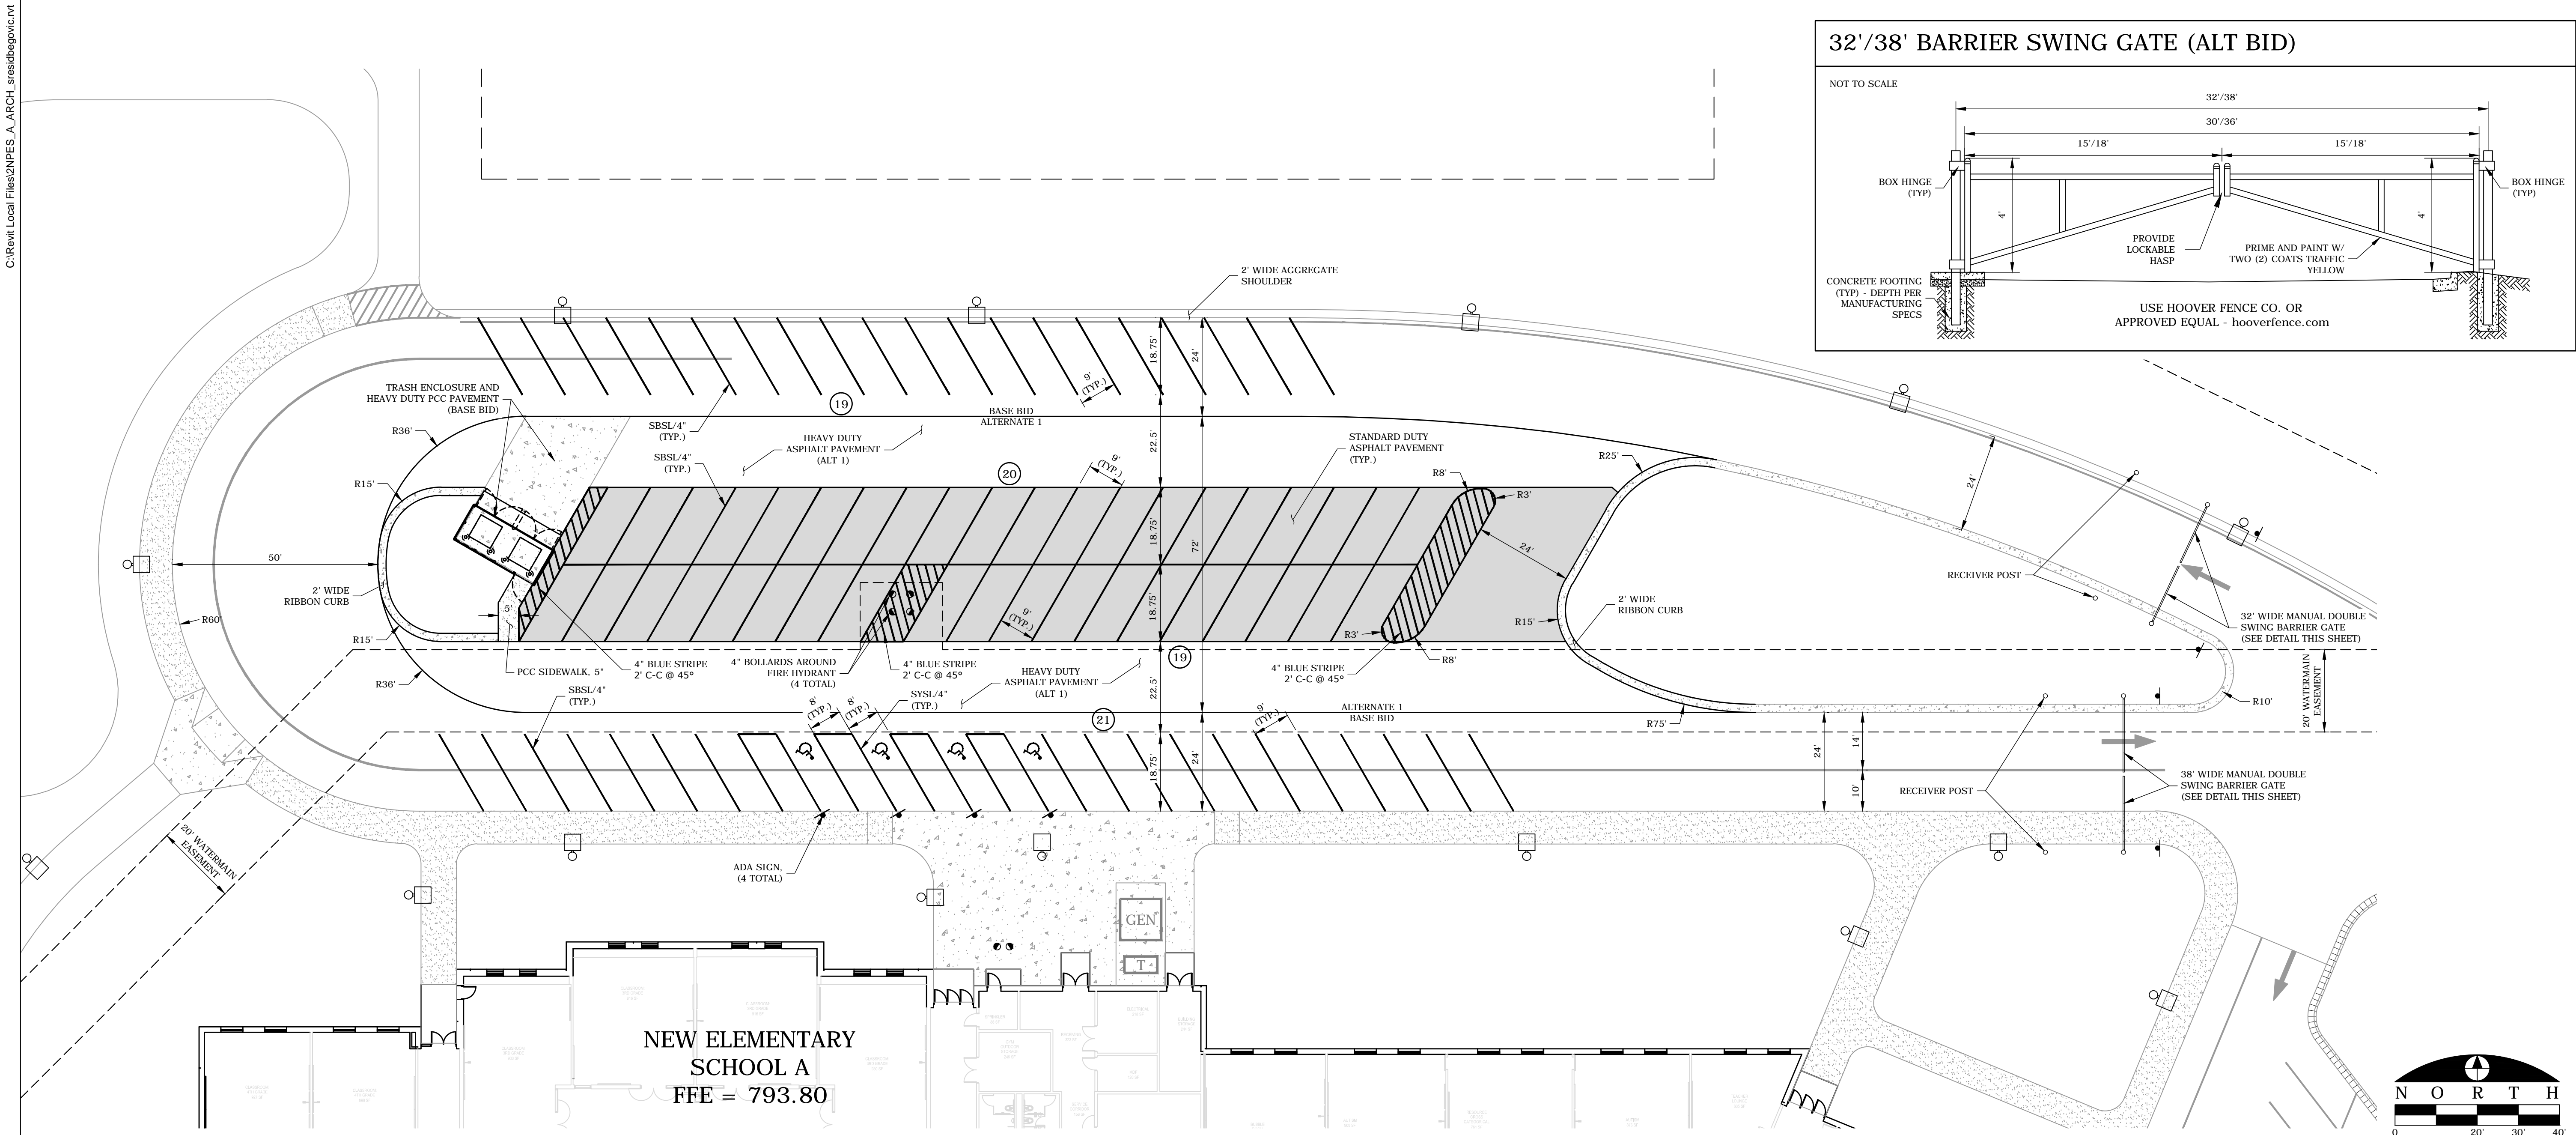 C:\Revit Local Files\2NPES_A_ARCH_sresidbegovic.rvt
32'/38' BARRIER SWING GATE (ALT BID)
NOT TO SCALE
32'/38'
30'/36'
15'/18'
15'/18'
BOX HINGE
(TYP)
BOX HINGE
(TYP)
4'
4'
PROVIDE
LOCKABLE
HASP
PRIME AND PAINT W/
TWO (2) COATS TRAFFIC
YELLOW
CONCRETE FOOTING
(TYP) - DEPTH PER
MANUFACTURING
SPECS
USE HOOVER FENCE CO. OR
APPROVED EQUAL - hooverfence.com
2' WIDE AGGREGATE
SHOULDER
18.75'
24'
9'
(TYP.)
TRASH ENCLOSURE AND
HEAVY DUTY PCC PAVEMENT
(BASE BID)
19
BASE BID
ALTERNATE 1
R36'
SBSL/4"
(TYP.)
SBSL/4"
(TYP.)
HEAVY DUTY
ASPHALT PAVEMENT
(ALT 1)
22.5'
STANDARD DUTY
ASPHALT PAVEMENT
(TYP.)
20
9'
(TYP.)
R15'
R8'
R3'
R25'
24'
18.75'
72'
24'
50'
2' WIDE
RIBBON CURB
R60'
R15'
5'
18.75'
9'
(TYP.)
R3'
R8'
R15'
2' WIDE
RIBBON CURB
RECEIVER POST
32' WIDE MANUAL DOUBLE
SWING BARRIER GATE
(SEE DETAIL THIS SHEET)
19
PCC SIDEWALK, 5"
4" BLUE STRIPE
2' C-C @ 45°
4" BOLLARDS AROUND
FIRE HYDRANT
(4 TOTAL)
4" BLUE STRIPE
2' C-C @ 45°
HEAVY DUTY
ASPHALT PAVEMENT
(ALT 1)
4" BLUE STRIPE
2' C-C @ 45°
22.5'
R36'
SBSL/4"
(TYP.)
8'
(TYP.)
8'
(TYP.)
SYSL/4"
(TYP.)
21
9'
(TYP.)
ALTERNATE 1
BASE BID
R75'
R10'
20' WATERMAIN
EASEMENT
18.75'
24'
24'
14'
10'
38' WIDE MANUAL DOUBLE
SWING BARRIER GATE
(SEE DETAIL THIS SHEET)
RECEIVER POST
20' WATERMAIN
EASEMENT
ADA SIGN,
(4 TOTAL)
GEN
T
NEW ELEMENTARY
SCHOOL A
FFE = 793.80
N O R T H
0 20' 30' 40'